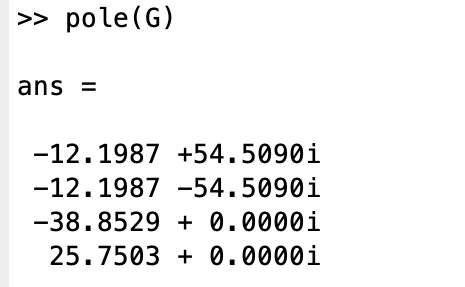 >> pole(G)
ans =
-12.1987 +54.5090i
-12.1987 -54.5090i
-38.8529 + 0.0000i
25.7503 + 0.0000i